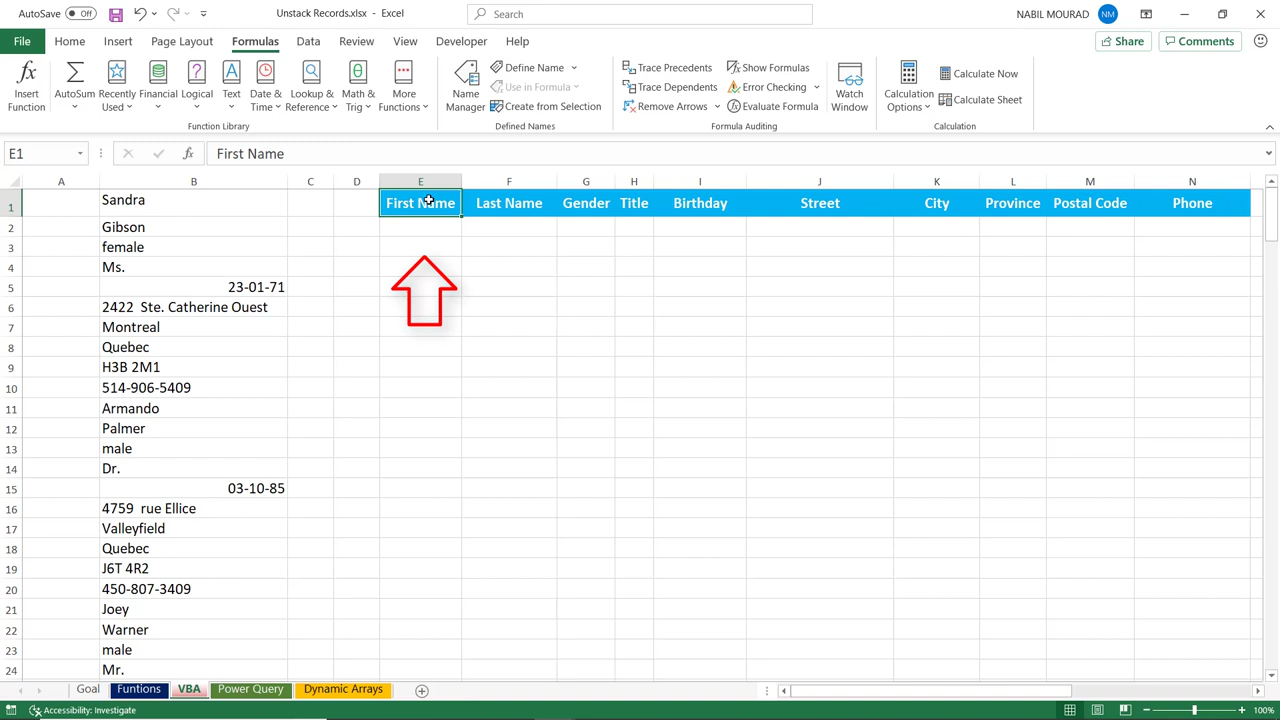 AutoSave Off
Unstack Records.xlsx - Excel
Search
NABIL MOURAD NM
File Home Insert Page Layout Formulas Data Review View Developer Help
Share Comments
Insert Function
AutoSum
Recently Used
Financial
Logical
Text
Date & Time
Lookup & Reference
Math & Trig
More Functions
Function Library
Name Manager
Define Name
Use in Formula
Create from Selection
Defined Names
Trace Precedents
Trace Dependents
Remove Arrows
Show Formulas
Error Checking
Evaluate Formula
Formula Auditing
Watch Window
Calculation Options
Calculate Now
Calculate Sheet
Calculation
E1 fx First Name
A B C D E F G H I J K L M N
1 Sandra First Name Last Name Gender Title Birthday Street City Province Postal Code Phone
2 Gibson
3 female
4 Ms.
5 23-01-71
6 2422 Ste. Catherine Ouest
7 Montreal
8 Quebec
9 H3B 2M1
10 514-906-5409
11 Armando
12 Palmer
13 male
14 Dr.
15 03-10-85
16 4759 rue Ellice
17 Valleyfield
18 Quebec
19 J6T 4R2
20 450-807-3409
21 Joey
22 Warner
23 male
24 Mr.
Goal Funtions VBA Power Query Dynamic Arrays
Accessibility: Investigate
100%